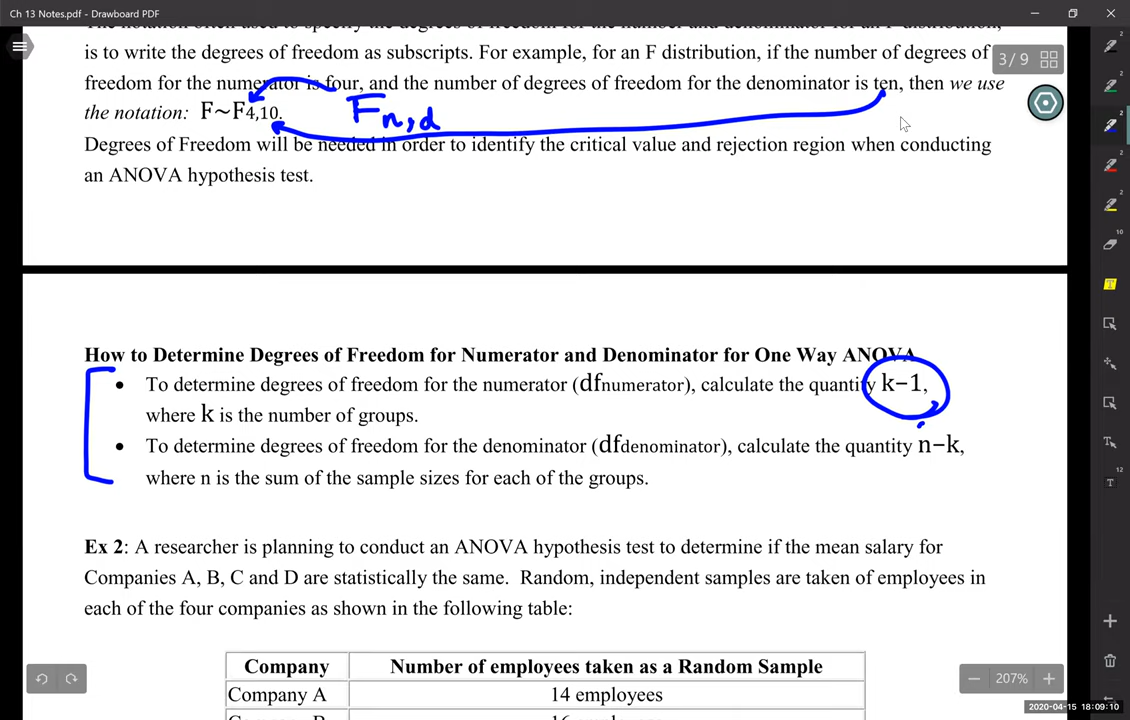 Ch 13 Notes.pdf - Drawboard PDF
is to write the degrees of freedom as subscripts. For example, for an F distribution, if the number of degrees of
3 / 9
freedom for the numerator is four, and the number of degrees of freedom for the denominator is ten, then we use
the notation: F~F4,10.
Fn,d
Degrees of Freedom will be needed in order to identify the critical value and rejection region when conducting
an ANOVA hypothesis test.
How to Determine Degrees of Freedom for Numerator and Denominator for One Way ANOVA
• To determine degrees of freedom for the numerator (dfnumerator), calculate the quantity k−1,
where k is the number of groups.
• To determine degrees of freedom for the denominator (dfdenominator), calculate the quantity n−k,
where n is the sum of the sample sizes for each of the groups.
Ex 2: A researcher is planning to conduct an ANOVA hypothesis test to determine if the mean salary for
Companies A, B, C and D are statistically the same. Random, independent samples are taken of employees in
each of the four companies as shown in the following table:
Company Number of employees taken as a Random Sample
Company A 14 employees
207%
2020-04-15 18:09:10